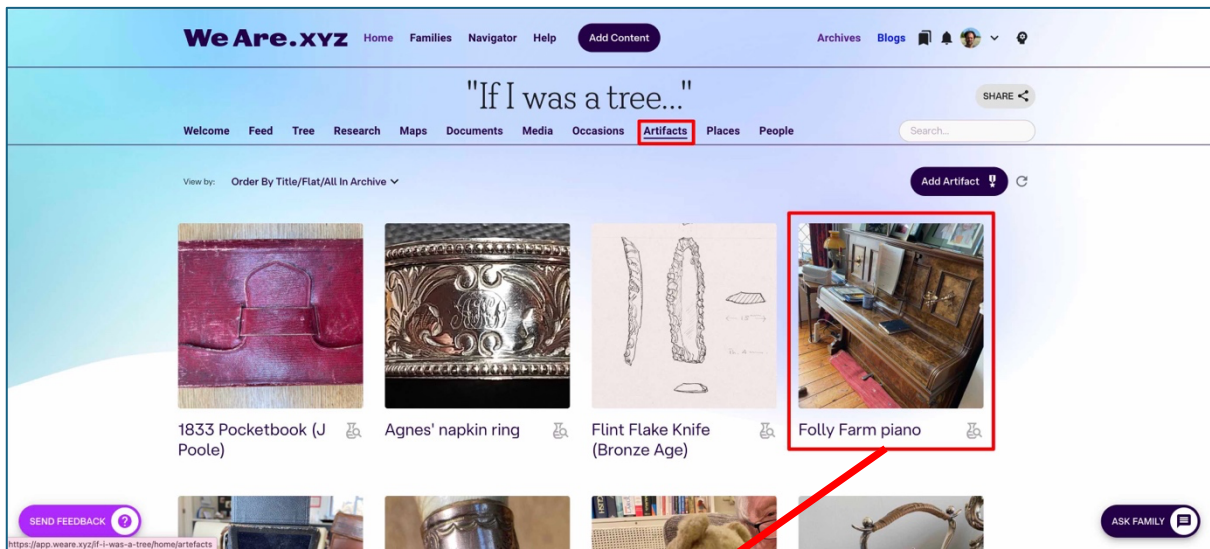 We Are.xyz Home Families Navigator Help Add Content Archives Blogs
"If I was a tree..."
SHARE
Welcome Feed Tree Research Maps Documents Media Occasions Artifacts Places People Search...
View by: Order By Title/Flat/All In Archive Add Artifact
1833 Pocketbook (J
Poole)
Agnes' napkin ring
Flint Flake Knife
(Bronze Age)
Folly Farm piano
SEND FEEDBACK ?
ASK FAMILY
https://app.weare.xyz/if-i-was-a-tree/home/artefacts